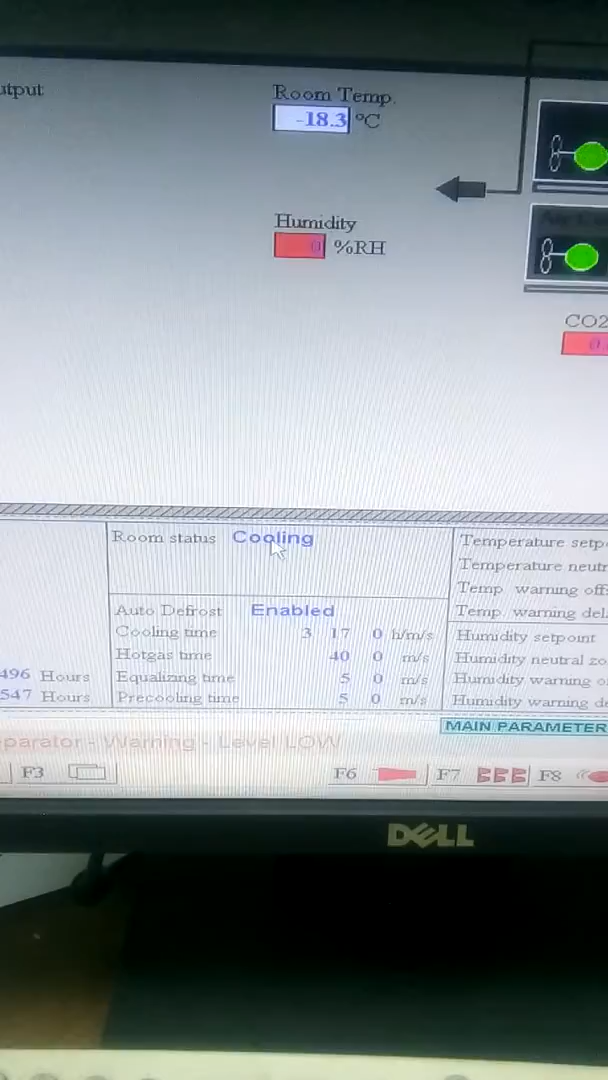 utput
Room Temp.
-18.3 °C
Humidity
0 %RH
CO2
0.
Room status Cooling
Temperature setp
Temperature neutr
Temp. warning off
Auto Defrost Enabled
Temp. warning del
Cooling time 3 17 0 h/m/s
Humidity setpoint
Hotgas time 40 0 m/s
Humidity neutral zo
496 Hours
Equalizing time 5 0 m/s
Humidity warning o
547 Hours
Precooling time 5 0 m/s
Humidity warning de
MAIN PARAMETER
parator - Warning - Level LOW
F3
F6
F7
F8
DELL